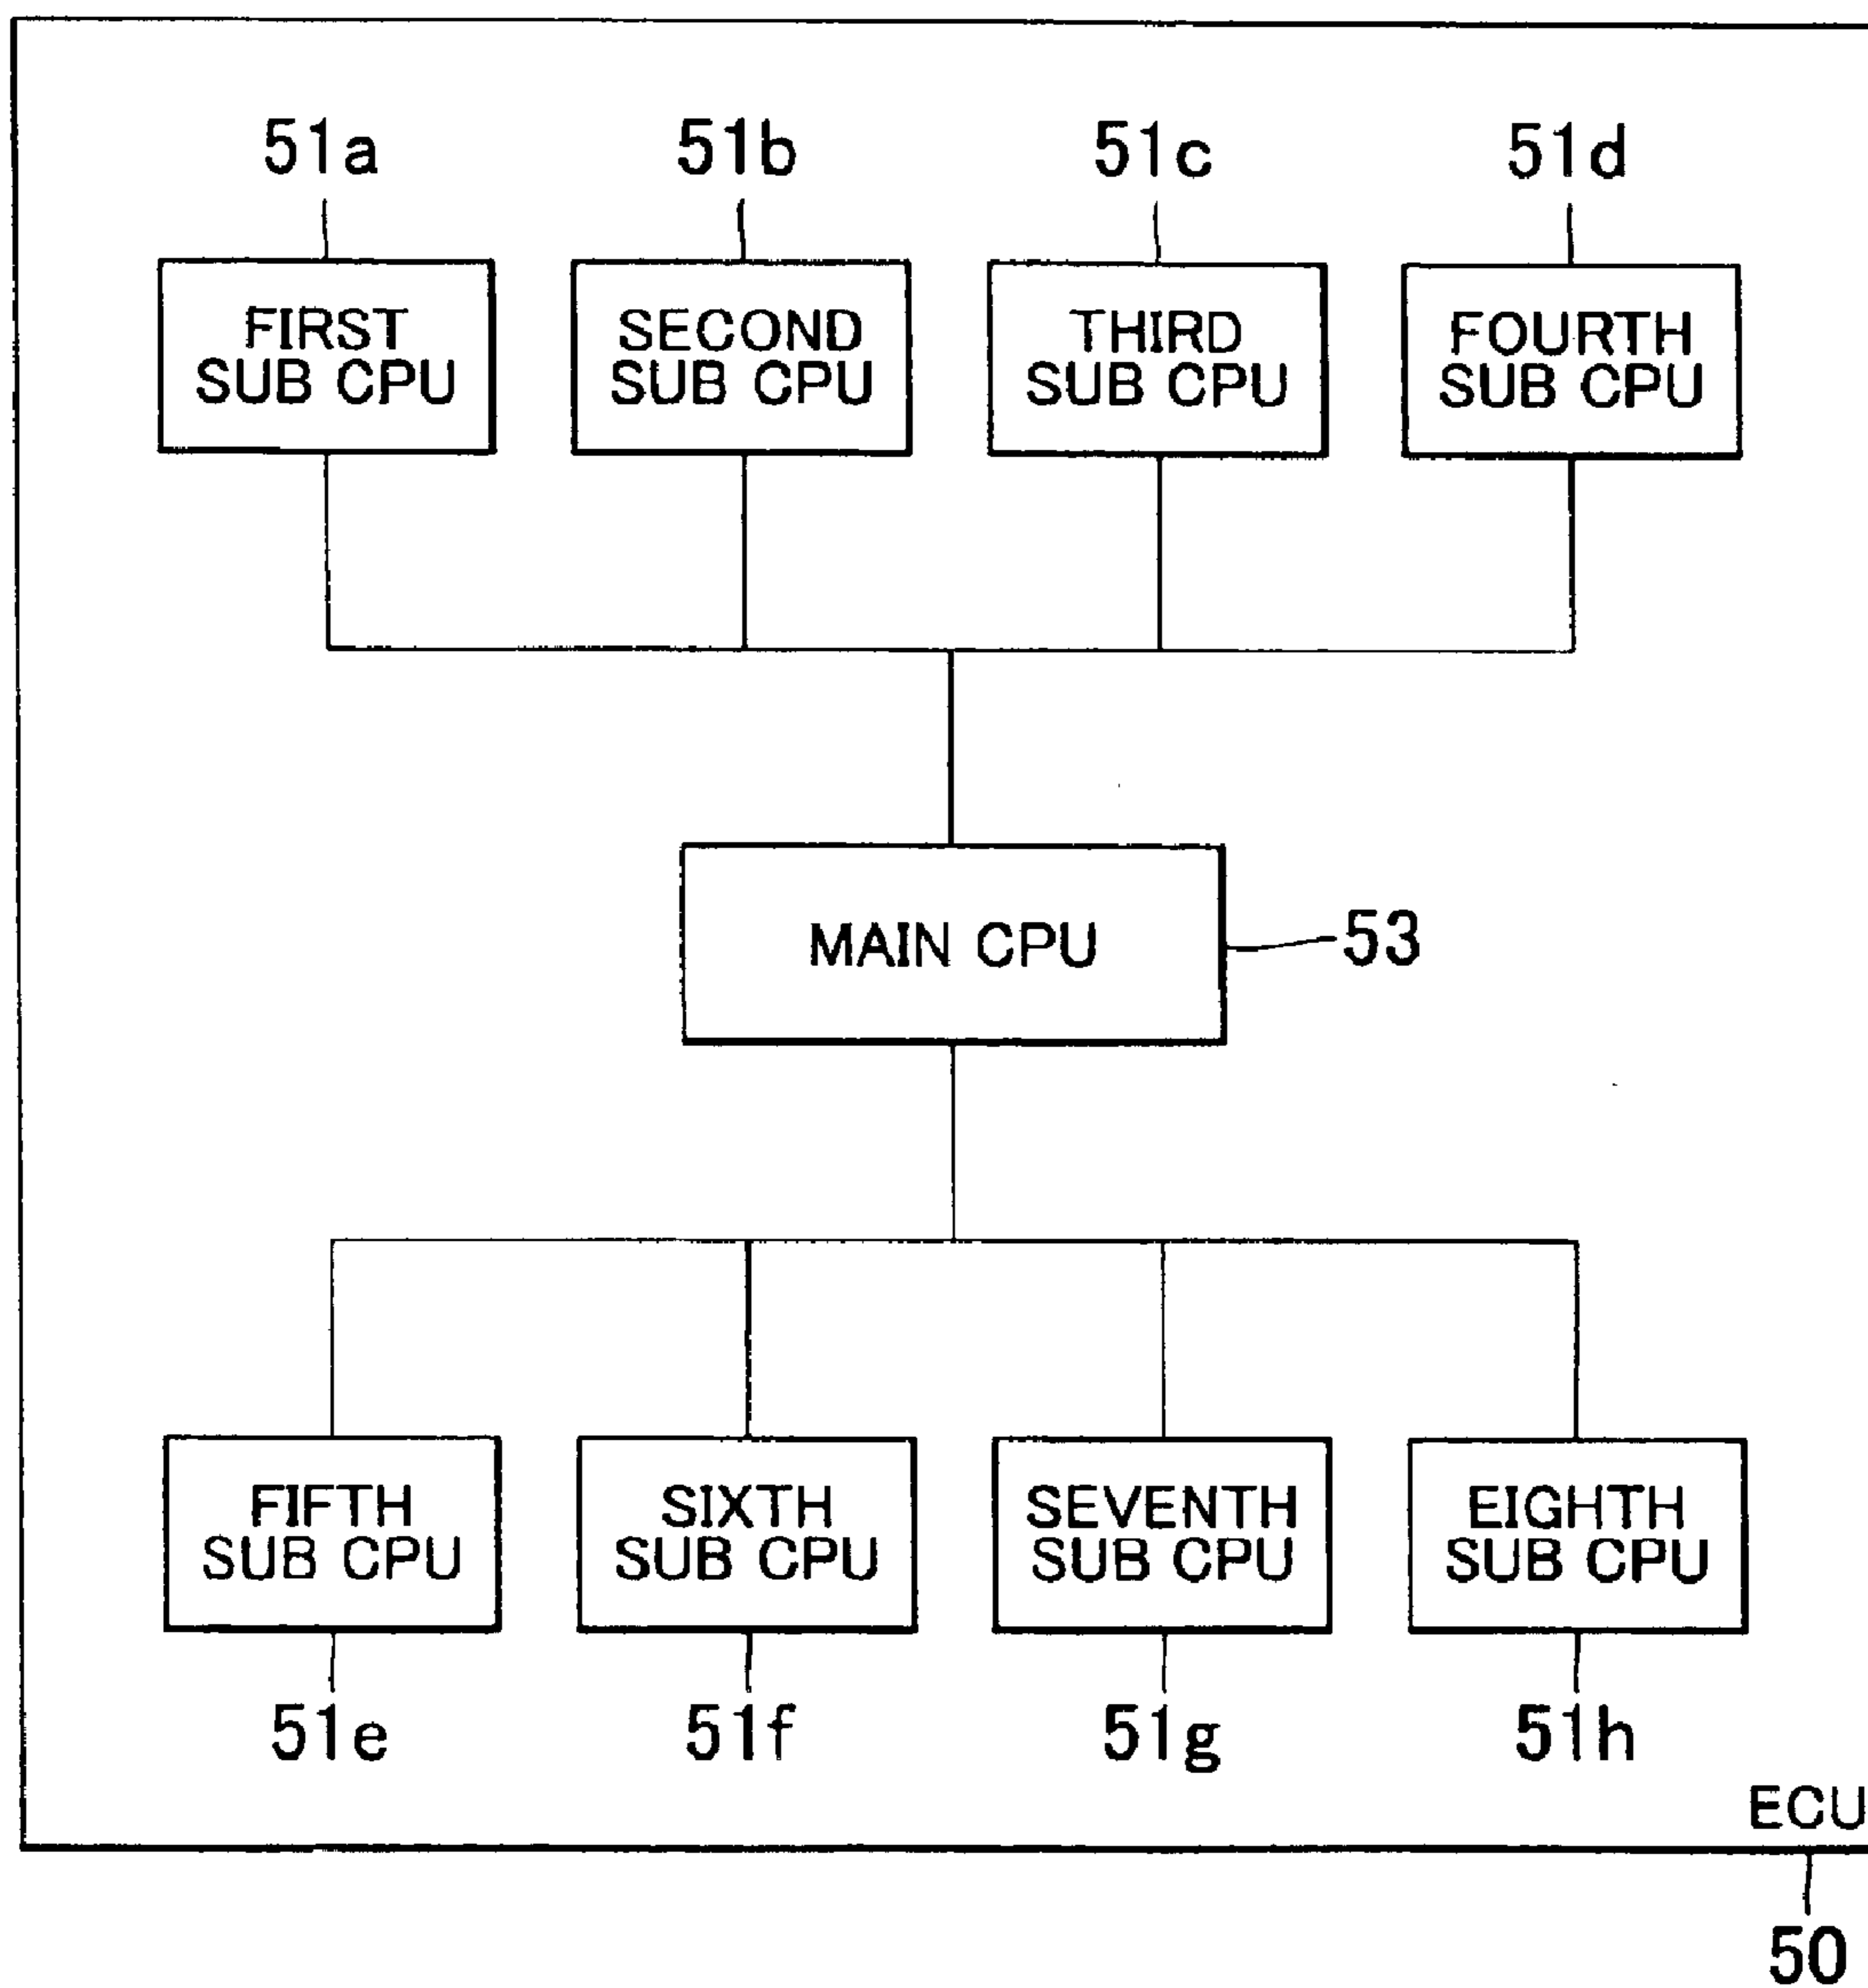 51a
51b
51c
51d
FIRST
SUB CPU
SECOND
SUB CPU
THIRD
SUB CPU
FOURTH
SUB CPU
MAIN CPU
53
FIFTH
SUB CPU
SIXTH
SUB CPU
SEVENTH
SUB CPU
EIGHTH
SUB CPU
51e
51f
51g
51h
ECU
50